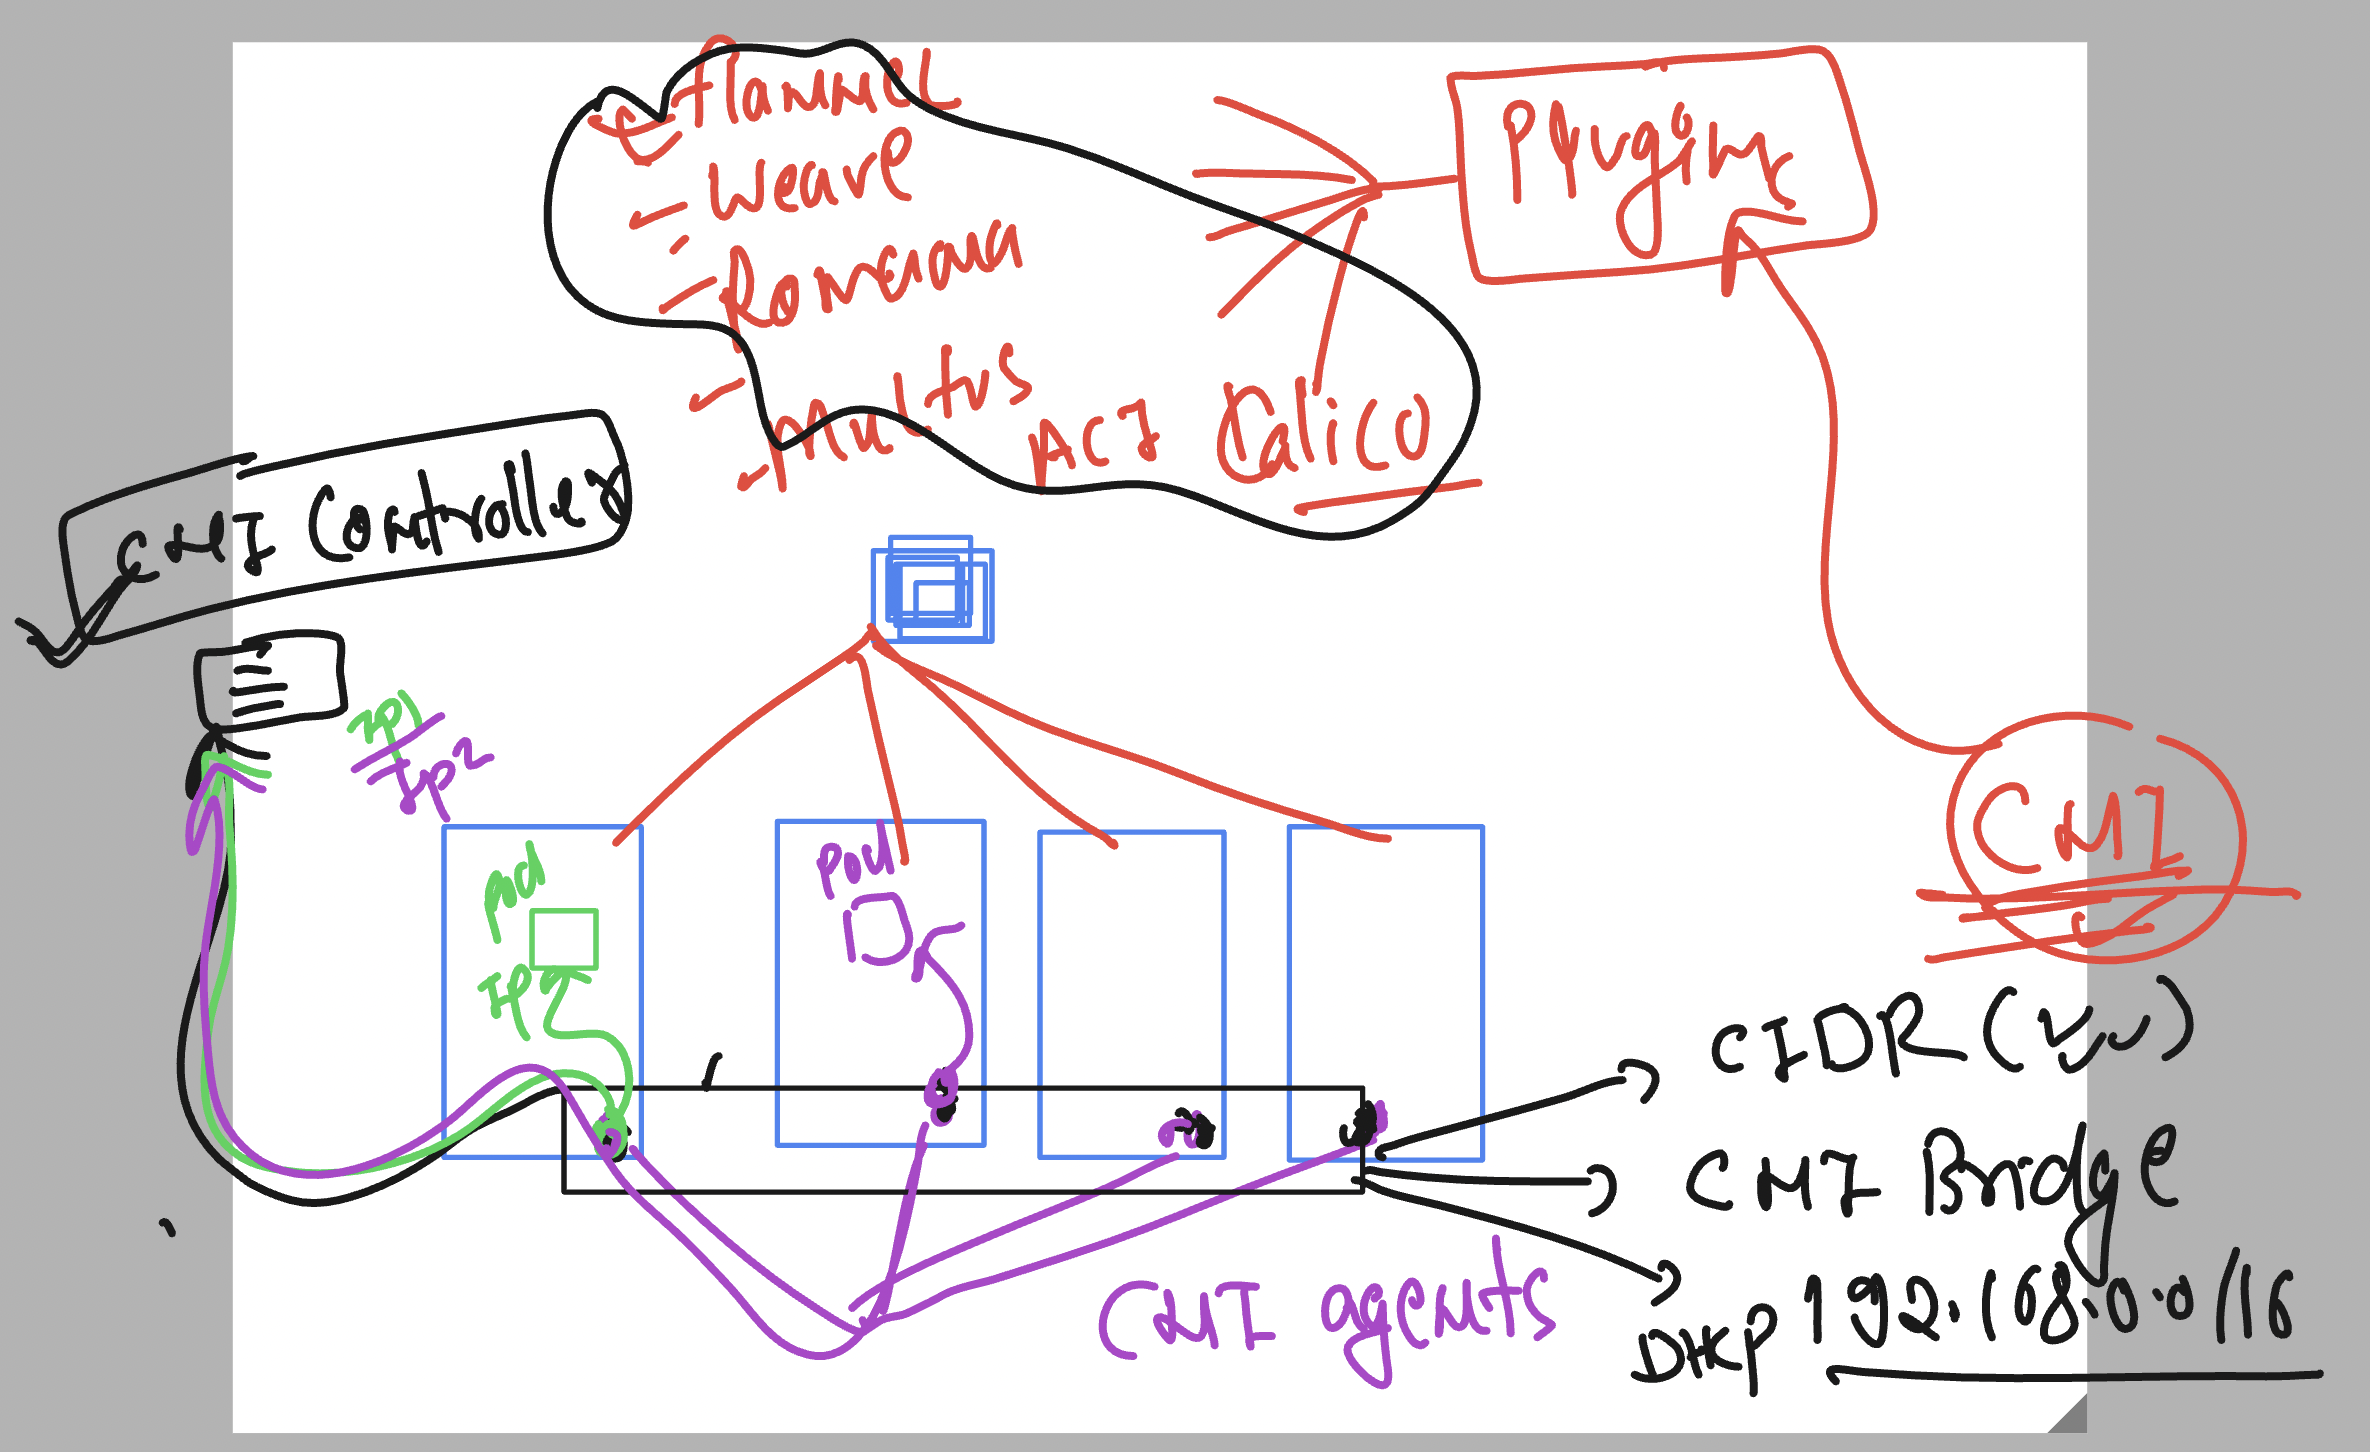 flannel
Weave
Romana
Multus
ACI Calico
Plugins
CNI Controller
IP1
IP2
Pod
IP
Pod
CNI
CIDR
CNI Bridge
DHCP 192.168.0.0/16
CNI agents